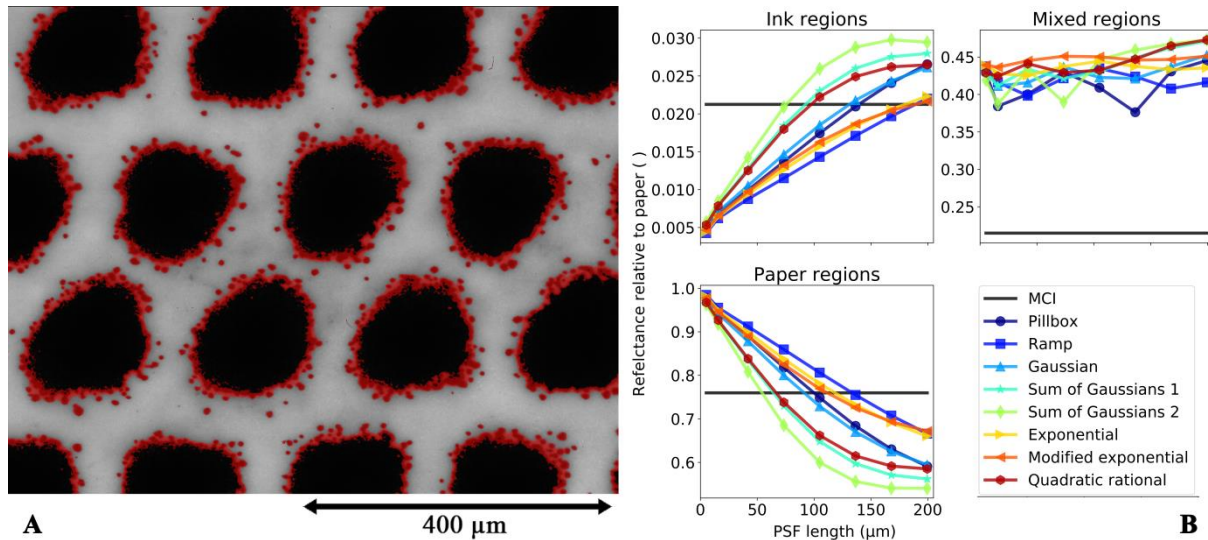 A
400 µm
Ink regions
0.030
0.025
0.020
0.015
0.010
0.005
Mixed regions
0.45
0.40
0.35
0.30
0.25
Refelctance relative to paper ( )
Paper regions
1.0
0.9
0.8
0.7
0.6
0 50 100 150 200
PSF length (µm)
MCI
Pillbox
Ramp
Gaussian
Sum of Gaussians 1
Sum of Gaussians 2
Exponential
Modified exponential
Quadratic rational
B